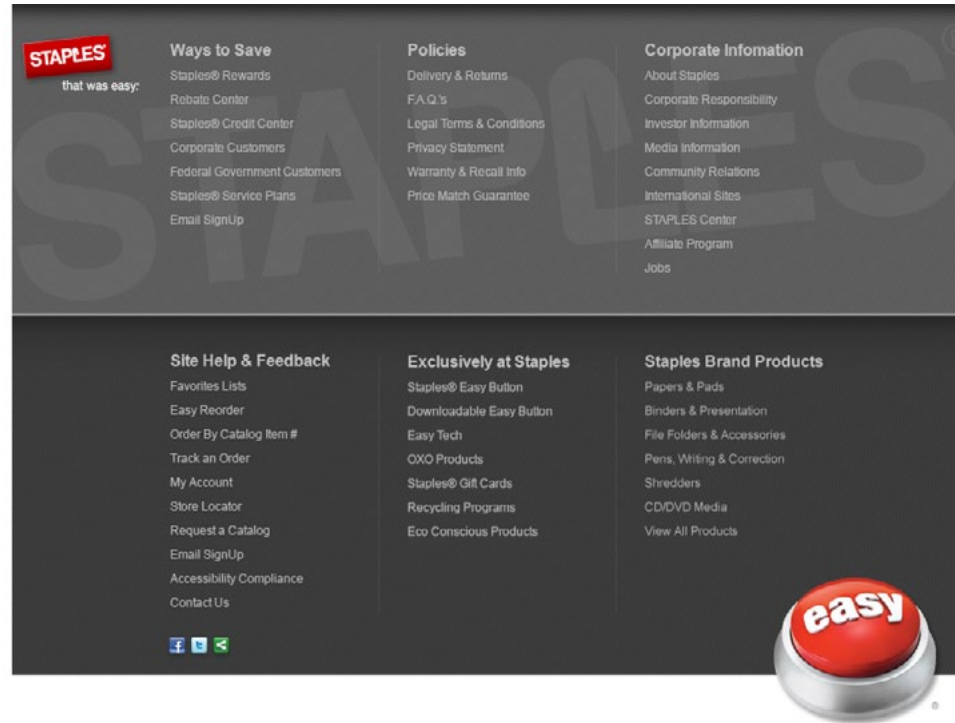 STAPLES®
that was easy:
Ways to Save
Staples® Rewards
Rebate Center
Staples® Credit Center
Corporate Customers
Federal Government Customers
Staples® Service Plans
Email SignUp
Policies
Delivery & Returns
F.A.Q.'s
Legal Terms & Conditions
Privacy Statement
Warranty & Recall Info
Price Match Guarantee
Corporate Infomation
About Staples
Corporate Responsibility
Investor Information
Media Information
Community Relations
International Sites
STAPLES Center
Affiliate Program
Jobs
STAPLES®
Site Help & Feedback
Favorites Lists
Easy Reorder
Order By Catalog Item #
Track an Order
My Account
Store Locator
Request a Catalog
Email SignUp
Accessibility Compliance
Contact Us
Exclusively at Staples
Staples® Easy Button
Downloadable Easy Button
Easy Tech
OXO Products
Staples® Gift Cards
Recycling Programs
Eco Conscious Products
Staples Brand Products
Papers & Pads
Binders & Presentation
File Folders & Accessories
Pens, Writing & Correction
Shredders
CD/DVD Media
View All Products
easy
®